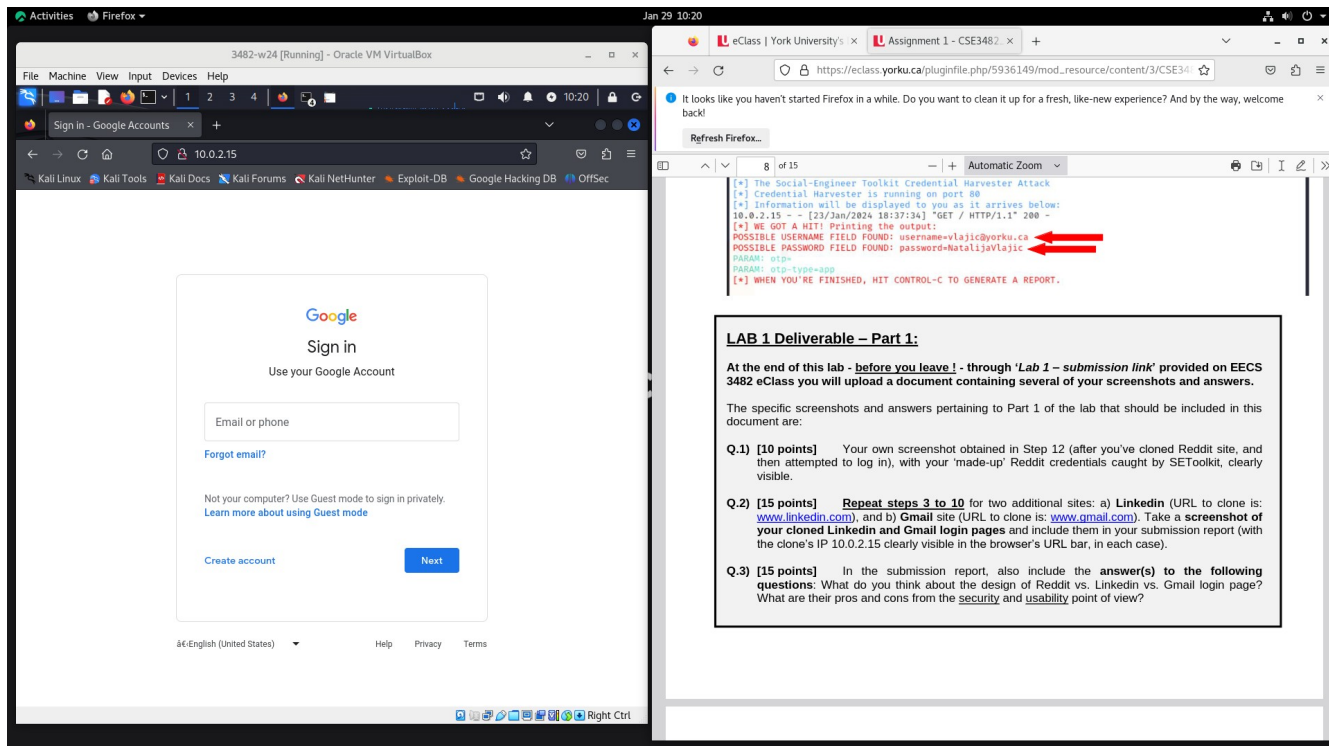 Activities Firefox
Jan 29 10:20
3482-w24 [Running] - Oracle VM VirtualBox
File Machine View Input Devices Help
1 2 3 4
10:20
Sign in - Google Accounts
10.0.2.15
Kali Linux Kali Tools Kali Docs Kali Forums Kali NetHunter Exploit-DB Google Hacking DB OffSec
Google
Sign in
Use your Google Account
Email or phone
Forgot email?
Not your computer? Use Guest mode to sign in privately.
Learn more about using Guest mode
Create account
Next
â€‹English (United States)
Help Privacy Terms
Right Ctrl
eClass | York University's
Assignment 1 - CSE3482
https://eclass.yorku.ca/pluginfile.php/5936149/mod_resource/content/3/CSE34
It looks like you haven't started Firefox in a while. Do you want to clean it up for a fresh, like-new experience? And by the way, welcome
back!
Refresh Firefox...
8 of 15
Automatic Zoom
[*] The Social-Engineer Toolkit Credential Harvester Attack
[*] Credential Harvester is running on port 80
[*] Information will be displayed to you as it arrives below:
10.0.2.15 - - [23/Jan/2024 18:37:34] "GET / HTTP/1.1" 200 -
[*] WE GOT A HIT! Printing the output:
POSSIBLE USERNAME FIELD FOUND: username=vlajic@yorku.ca
POSSIBLE PASSWORD FIELD FOUND: password=NatalijaVlajic
PARAM: otp=
PARAM: otp-type=app
[*] WHEN YOU'RE FINISHED, HIT CONTROL-C TO GENERATE A REPORT.
LAB 1 Deliverable – Part 1:
At the end of this lab - before you leave ! - through ‘Lab 1 – submission link’ provided on EECS
3482 eClass you will upload a document containing several of your screenshots and answers.
The specific screenshots and answers pertaining to Part 1 of the lab that should be included in this
document are:
Q.1) [10 points] Your own screenshot obtained in Step 12 (after you’ve cloned Reddit site, and
then attempted to log in), with your ‘made-up’ Reddit credentials caught by SEToolkit, clearly
visible.
Q.2) [15 points] Repeat steps 3 to 10 for two additional sites: a) Linkedin (URL to clone is:
www.linkedin.com), and b) Gmail site (URL to clone is: www.gmail.com). Take a screenshot of
your cloned Linkedin and Gmail login pages and include them in your submission report (with
the clone’s IP 10.0.2.15 clearly visible in the browser’s URL bar, in each case).
Q.3) [15 points] In the submission report, also include the answer(s) to the following
questions: What do you think about the design of Reddit vs. Linkedin vs. Gmail login page?
What are their pros and cons from the security and usability point of view?